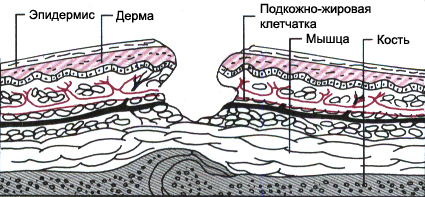 Эпидермис
Дерма
Подкожно-жировая
клетчатка
Мышца
Кость